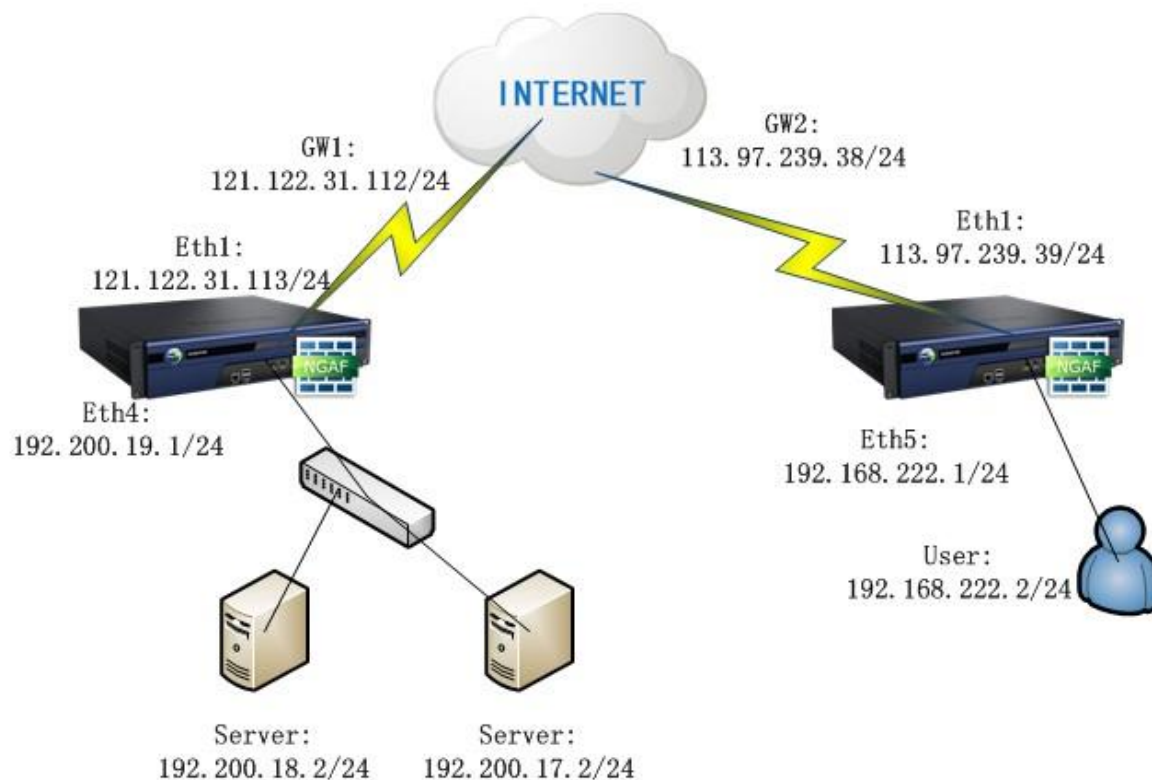 INTERNET
GW1:
121.122.31.112/24
GW2:
113.97.239.38/24
Eth1:
121.122.31.113/24
Eth1:
113.97.239.39/24
NGAF
NGAF
Eth4:
192.200.19.1/24
Eth5:
192.168.222.1/24
User:
192.168.222.2/24
Server:
192.200.18.2/24
Server:
192.200.17.2/24